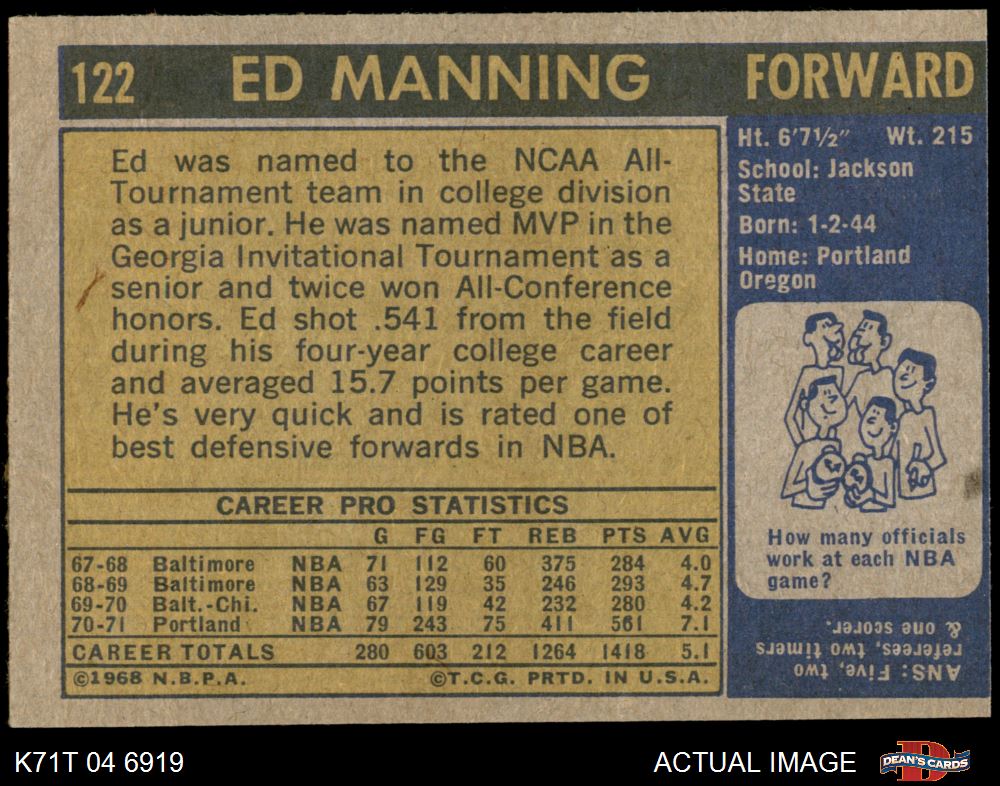 122 ED MANNING FORWARD
Ed was named to the NCAA All-
Tournament team in college division
as a junior. He was named MVP in the
Georgia Invitational Tournament as a
senior and twice won All-Conference
honors. Ed shot .541 from the field
during his four-year college career
and averaged 15.7 points per game.
He's very quick and is rated one of
best defensive forwards in NBA.
CAREER PRO STATISTICS
G FG FT REB PTS AVG
67-68 Baltimore NBA 71 112 60 375 284 4.0
68-69 Baltimore NBA 63 129 35 246 293 4.7
69-70 Balt.-Chi. NBA 67 119 42 232 280 4.2
70-71 Portland NBA 79 243 75 411 561 7.1
CAREER TOTALS 280 603 212 1264 1418 5.1
©1968 N.B.P.A. ©T.C.G. PRTD. IN U.S.A.
Ht. 6'7½" Wt. 215
School: Jackson
State
Born: 1-2-44
Home: Portland
Oregon
How many officials
work at each NBA
game?
ANS: Five, two
referees, two timers
& one scorer.
K71T 04 6919 ACTUAL IMAGE
D
DEAN'S CARDS